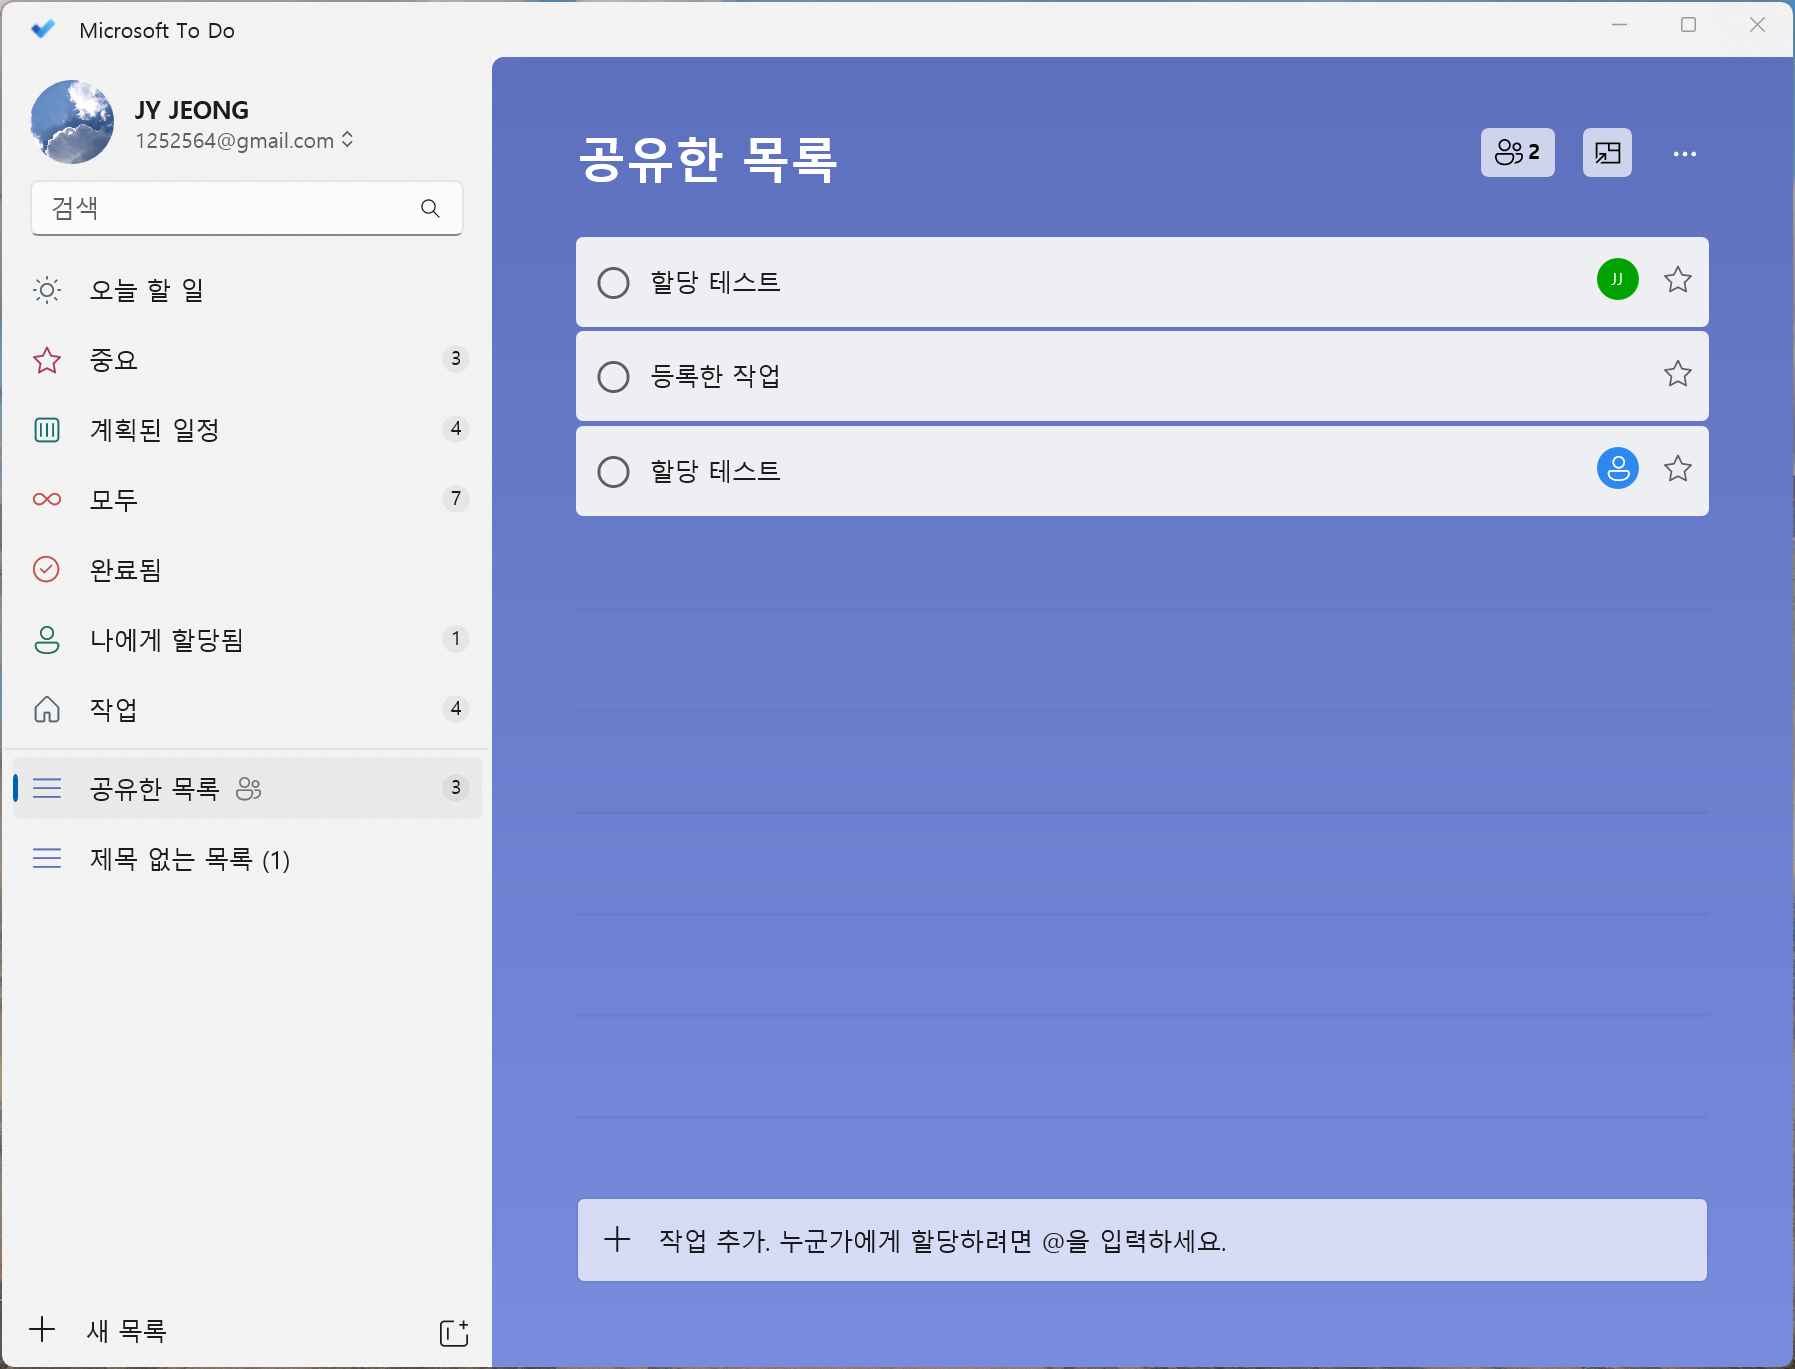 Microsoft To Do
JY JEONG
1252564@gmail.com
검색
오늘 할 일
중요 3
계획된 일정 4
모두 7
완료됨
나에게 할당됨 1
작업 4
공유한 목록 3
제목 없는 목록 (1)
새 목록
공유한 목록
2
할당 테스트
JJ
등록한 작업
할당 테스트
작업 추가. 누군가에게 할당하려면 @을 입력하세요.